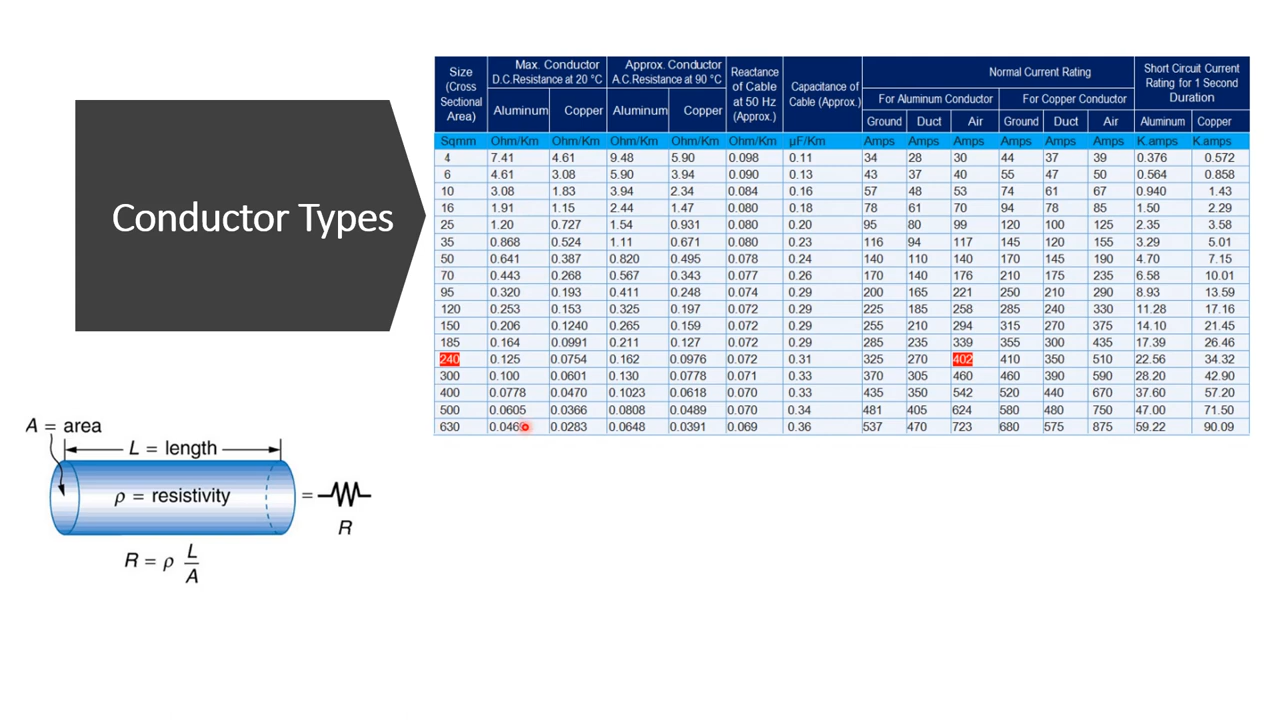 Conductor Types
Size (Cross Sectional Area) Max. Conductor D.C.Resistance at 20 °C Approx. Conductor A.C.Resistance at 90 °C Reactance of Cable at 50 Hz (Approx.) Capacitance of Cable (Approx.) Normal Current Rating Short Circuit Current Rating for 1 Second Duration
For Aluminum Conductor For Copper Conductor
Aluminum Copper Aluminum Copper Ground Duct Air Ground Duct Air Aluminum Copper
Sqmm Ohm/Km Ohm/Km Ohm/Km Ohm/Km Ohm/Km µF/Km Amps Amps Amps Amps Amps Amps K.amps K.amps
4 7.41 4.61 9.48 5.90 0.098 0.11 34 28 30 44 37 39 0.376 0.572
6 4.61 3.08 5.90 3.94 0.090 0.13 43 37 40 55 47 50 0.564 0.858
10 3.08 1.83 3.94 2.34 0.084 0.16 57 48 53 74 61 67 0.940 1.43
16 1.91 1.15 2.44 1.47 0.080 0.18 78 61 70 94 78 85 1.50 2.29
25 1.20 0.727 1.54 0.931 0.080 0.20 95 80 99 120 100 125 2.35 3.58
35 0.868 0.524 1.11 0.671 0.080 0.23 116 94 117 145 120 155 3.29 5.01
50 0.641 0.387 0.820 0.495 0.078 0.24 140 110 140 170 145 190 4.70 7.15
70 0.443 0.268 0.567 0.343 0.077 0.26 170 140 176 210 175 235 6.58 10.01
95 0.320 0.193 0.411 0.248 0.074 0.29 200 165 221 250 210 290 8.93 13.59
120 0.253 0.153 0.325 0.197 0.072 0.29 225 185 258 285 240 330 11.28 17.16
150 0.206 0.1240 0.265 0.159 0.072 0.29 255 210 294 315 270 375 14.10 21.45
185 0.164 0.0991 0.211 0.127 0.072 0.29 285 235 339 355 300 435 17.39 26.46
240 0.125 0.0754 0.162 0.0976 0.072 0.31 325 270 402 410 350 510 22.56 34.32
300 0.100 0.0601 0.130 0.0778 0.071 0.33 370 305 460 460 390 590 28.20 42.90
400 0.0778 0.0470 0.1023 0.0618 0.070 0.33 435 350 542 520 440 670 37.60 57.20
500 0.0605 0.0366 0.0808 0.0489 0.070 0.34 481 405 624 580 480 750 47.00 71.50
630 0.0283 0.0648 0.0391 0.069 0.36 537 470 723 680 575 875 59.22 90.09
A = area
L = length
ρ = resistivity
=
R
R = ρ L/A